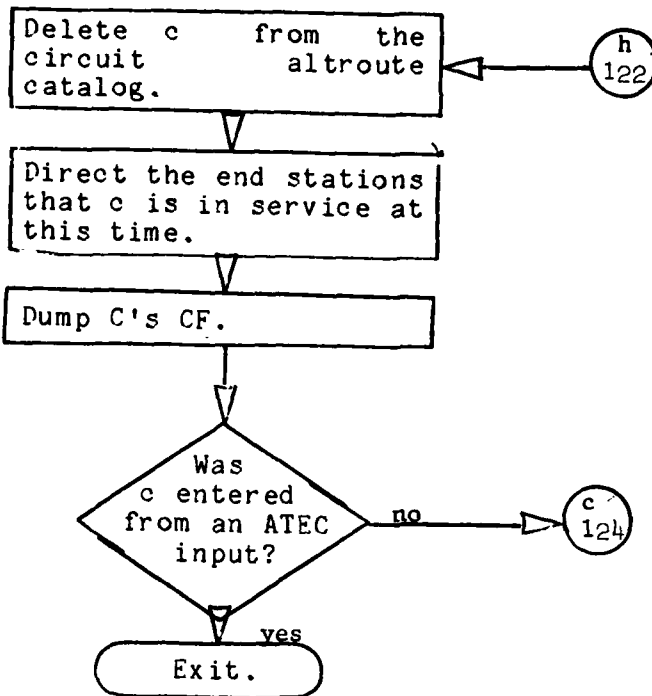 Delete c from the
circuit altroute
catalog.
h
122
Direct the end stations
that c is in service at
this time.
Dump C's CF.
Was
c entered
from an ATEC
input?
no
c
124
yes
Exit.